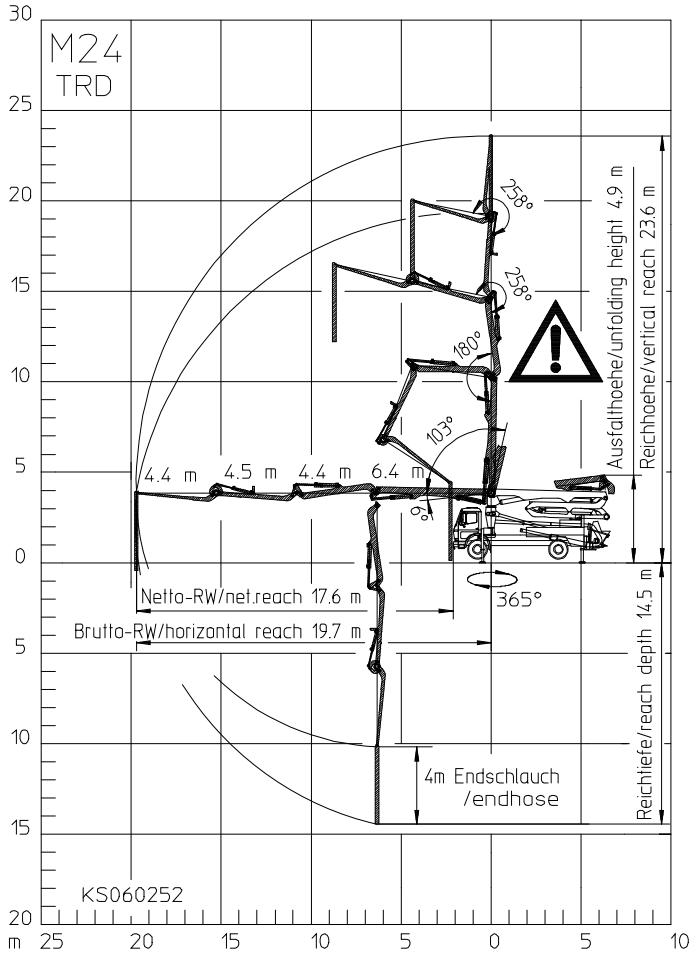 30
M24
TRD
25
20
15
10
5
0
5
10
15
20
m 25 20 15 10 5 0 5 10
258°
258°
180°
103°
9°
365°
4.4 m 4.5 m 4.4 m 6.4 m
Ausfalthoehe/unfolding height 4.9 m
Reichhoehe/vertical reach 23.6 m
Netto-RW/net.reach 17.6 m
Brutto-RW/horizontal reach 19.7 m
Reichtiefe/reach depth 14.5 m
4m Endschlauch
/endhose
KS060252